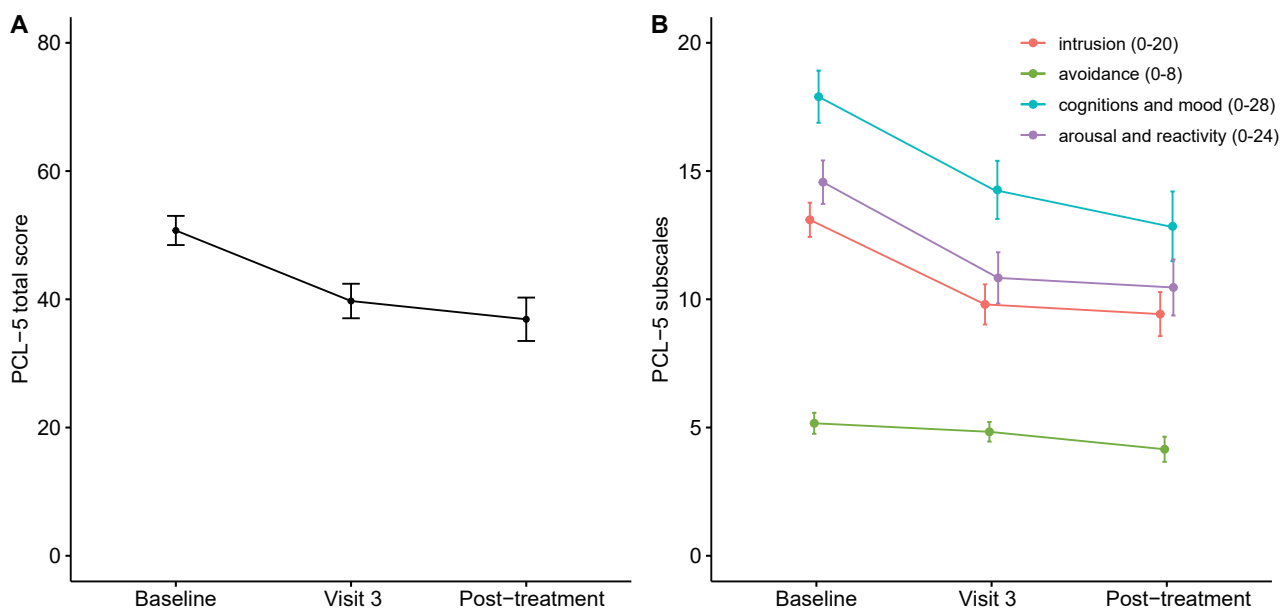 A
PCL−5 total score
80
60
40
20
0
Baseline
Visit 3
Post−treatment
B
PCL−5 subscales
20
15
10
5
0
Baseline
Visit 3
Post−treatment
intrusion (0-20)
avoidance (0-8)
cognitions and mood (0-28)
arousal and reactivity (0-24)